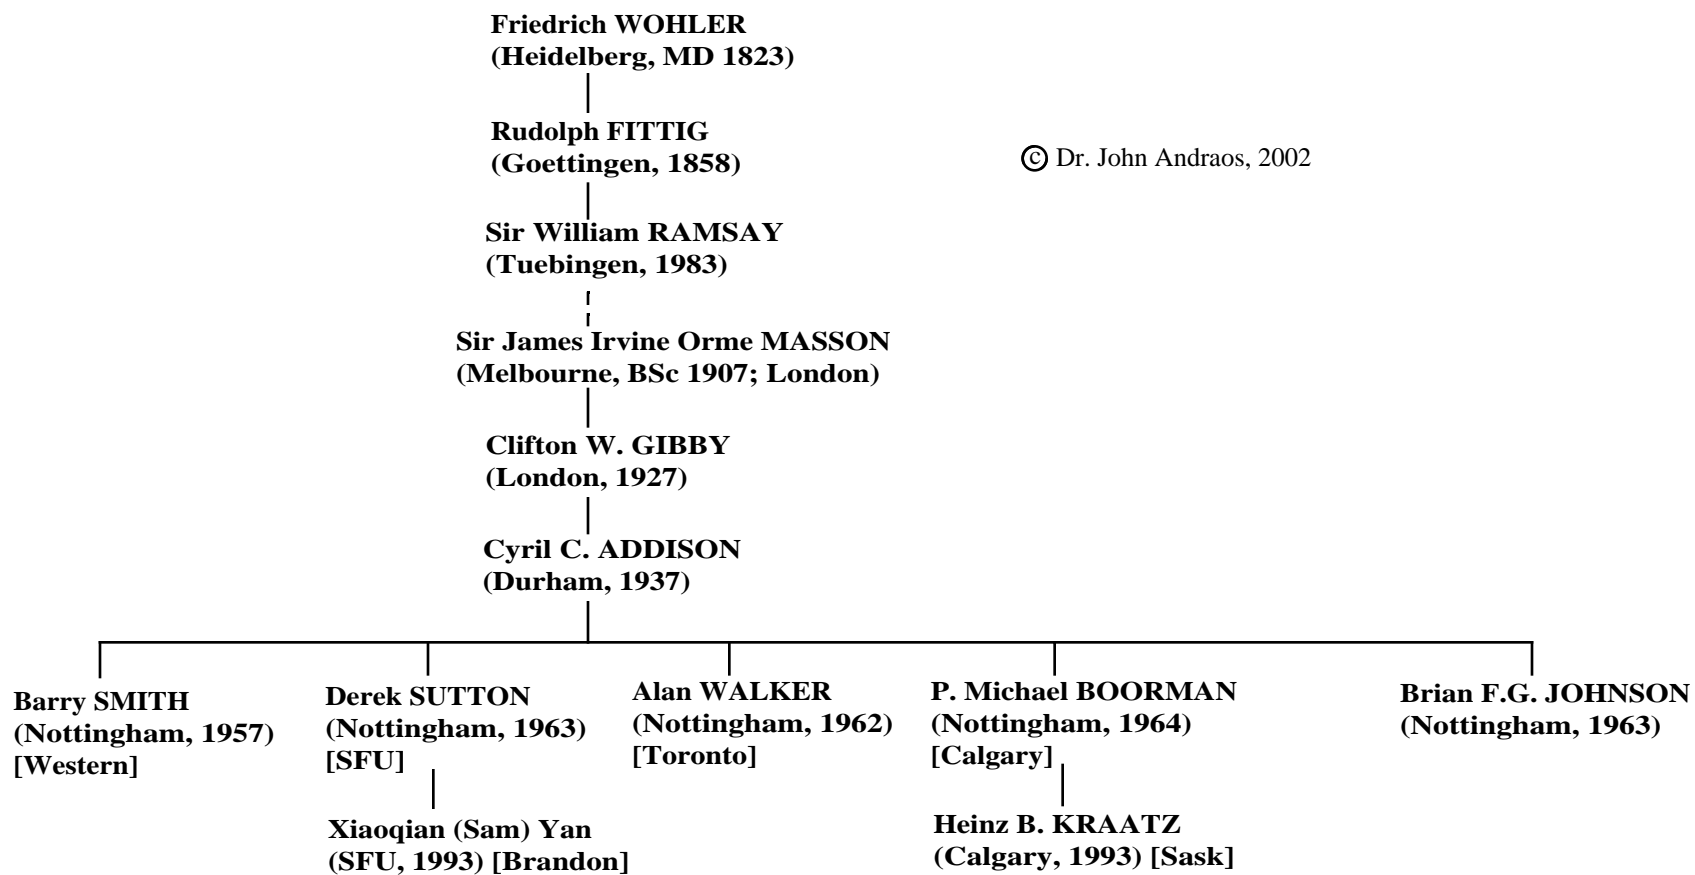 Friedrich WOHLER
(Heidelberg, MD 1823)
Rudolph FITTIG
(Goettingen, 1858)
© Dr. John Andraos, 2002
Sir William RAMSAY
(Tuebingen, 1983)
Sir James Irvine Orme MASSON
(Melbourne, BSc 1907; London)
Clifton W. GIBBY
(London, 1927)
Cyril C. ADDISON
(Durham, 1937)
Barry SMITH
(Nottingham, 1957)
[Western]
Derek SUTTON
(Nottingham, 1963)
[SFU]
Alan WALKER
(Nottingham, 1962)
[Toronto]
P. Michael BOORMAN
(Nottingham, 1964)
[Calgary]
Brian F.G. JOHNSON
(Nottingham, 1963)
Xiaoqian (Sam) Yan
(SFU, 1993) [Brandon]
Heinz B. KRAATZ
(Calgary, 1993) [Sask]